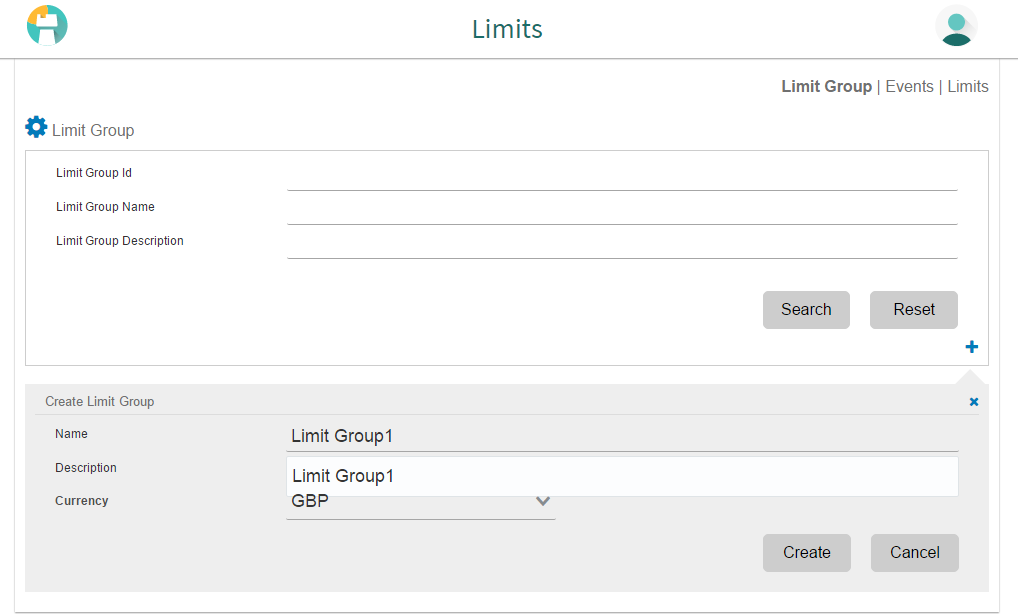 Limits
Limit Group | Events | Limits
Limit Group
Limit Group Id
Limit Group Name
Limit Group Description
Search Reset
Create Limit Group
Name Limit Group1
Description Limit Group1
Currency GBP
Create Cancel